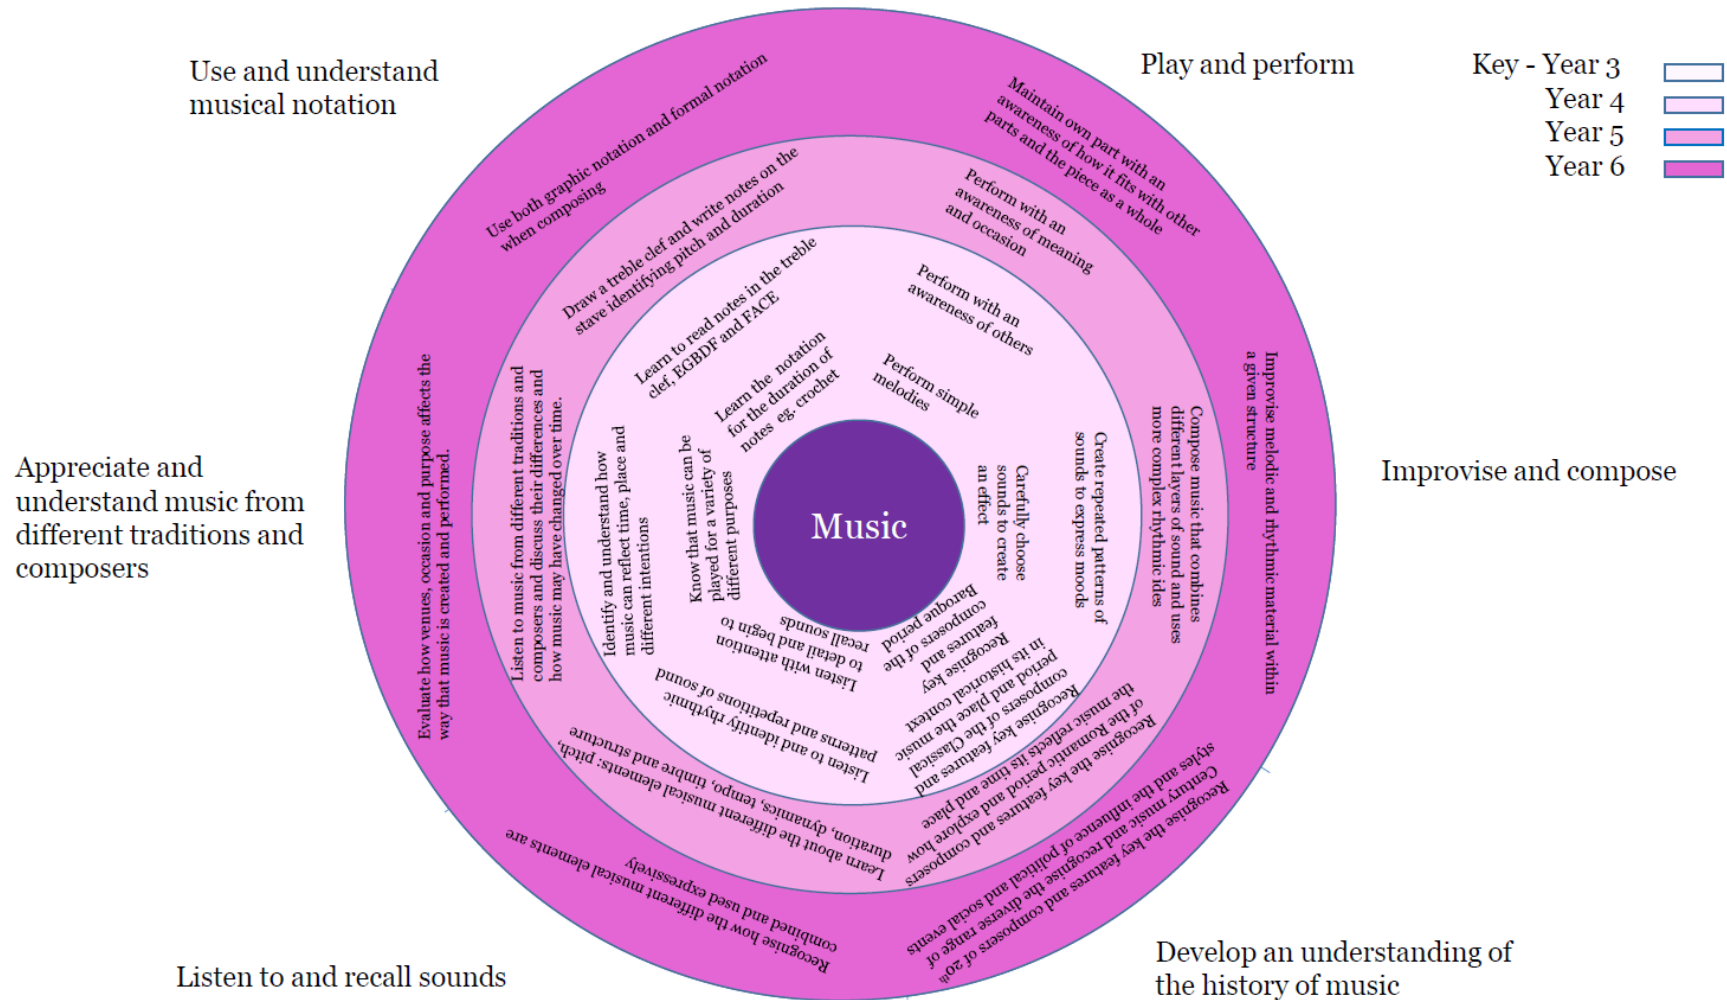 Use and understand
musical notation
Play and perform
Key - Year 3
Year 4
Year 5
Year 6
Use both graphic notation and formal notation
when composing
Draw a treble clef and write notes on the
stave identifying pitch and duration
Learn to read notes in the treble
clef, EGBDF and FACE
Learn the notation
for the duration of
notes eg. crochet
Maintain own part with an
awareness of how it fits with other
parts and the piece as a whole
Perform with an
awareness of meaning
and occasion
Perform with an
awareness of others
Perform simple
melodies
Appreciate and
understand music from
different traditions and
composers
Evaluate how venues, occasion and purpose affects the
way that music is created and performed.
Listen to music from different traditions and
composers and discuss their differences and
how music may have changed over time.
Identify and understand how
music can reflect time, place and
different intentions
Know that music can be
played for a variety of
different purposes
Music
Carefully choose
sounds to create
an effect
Create repeated patterns of
sounds to express moods
Compose music that combines
different layers of sound and uses
more complex rhythmic ides
Improvise melodic and rhythmic material within
a given structure
Improvise and compose
Listen with attention
to detail and begin to
recall sounds
Listen to and identify rhythmic
patterns and repetitions of sound
Learn about the different musical elements: pitch,
duration, dynamics, tempo, timbre and structure
Recognise how the different musical elements are
combined and used expressively
Listen to and recall sounds
Recognise key
features and
composers of the
Baroque period
Recognise key features and
composers of the Classical
period and place the music
in its historical context
Recognise the key features and composers
of the Romantic period and explore how
the music reflects its time and place
Recognise the key features and composers of 20th
Century music and recognise the diverse range of
styles and the influence of political and social events
Develop an understanding of
the history of music